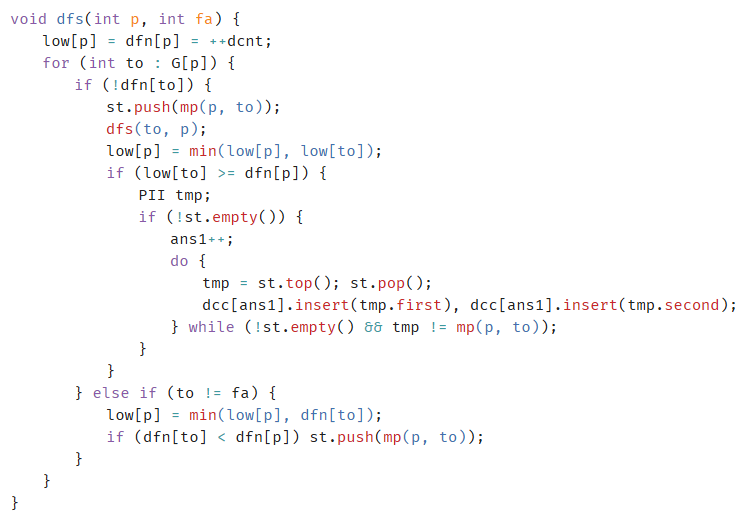 void dfs(int p, int fa) {
    low[p] = dfn[p] = ++dcnt;
    for (int to : G[p]) {
        if (!dfn[to]) {
            st.push(mp(p, to));
            dfs(to, p);
            low[p] = min(low[p], low[to]);
            if (low[to] >= dfn[p]) {
                PII tmp;
                if (!st.empty()) {
                    ans1++;
                    do {
                        tmp = st.top(); st.pop();
                        dcc[ans1].insert(tmp.first), dcc[ans1].insert(tmp.second);
                    } while (!st.empty() && tmp != mp(p, to));
                }
            }
        } else if (to != fa) {
            low[p] = min(low[p], dfn[to]);
            if (dfn[to] < dfn[p]) st.push(mp(p, to));
        }
    }
}